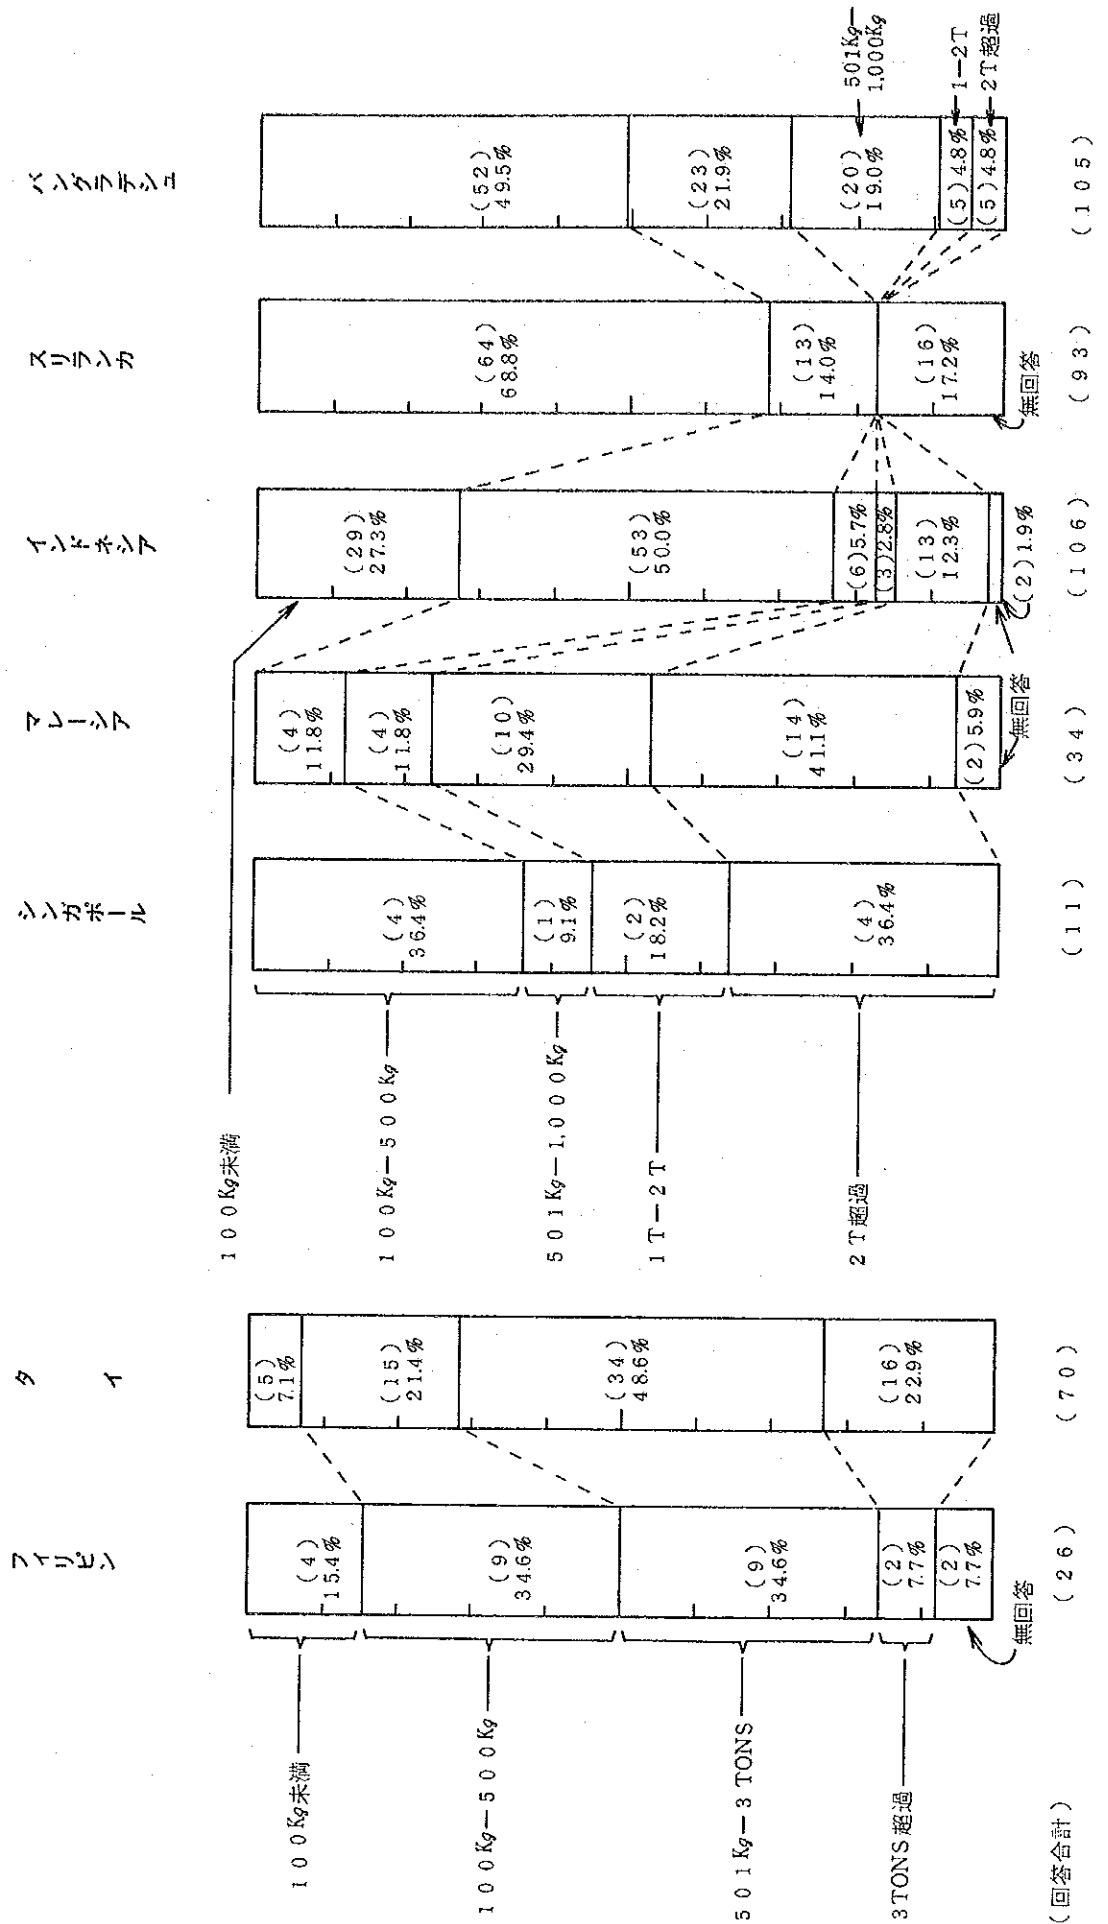 フィリピン
タイ
シンガポール
マレーシア
インドネシア
スリランカ
バングラデシュ
100Kg未満
100Kg-500Kg
501Kg-3TONS
3TONS超過
(4)
15.4%
(9)
34.6%
(9)
34.6%
(2)
7.7%
(2)
7.7%
無回答
(5)
7.1%
(15)
21.4%
(34)
48.6%
(16)
22.9%
100Kg未満
100Kg-500Kg
501Kg-1,000Kg
1T-2T
2T超過
(4)
36.4%
(1)
9.1%
(2)
18.2%
(4)
36.4%
(4)
11.8%
(4)
11.8%
(10)
29.4%
(14)
41.1%
(2)5.9%
無回答
(29)
27.3%
(53)
50.0%
(6)5.7%
(3)2.8%
(13)
12.3%
(2)1.9%
(64)
68.8%
(13)
14.0%
(16)
17.2%
無回答
(52)
49.5%
(23)
21.9%
(20)
19.0%
501Kg-
1,000Kg
(5)4.8%
1-2T
(5)4.8%
2T超過
(回答合計)
(26)
(70)
(11)
(34)
(106)
(93)
(105)